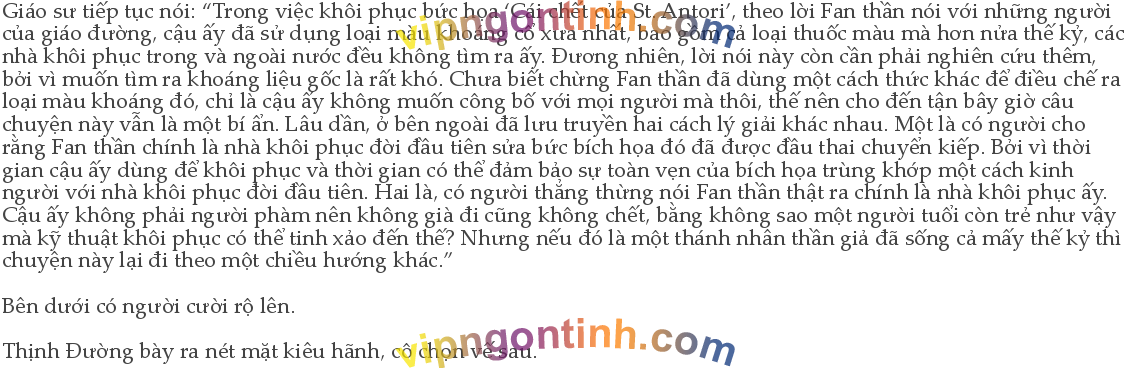 Giáo sư tiếp tục nói: “Trong việc khôi phục bức họa ‘Cái chết của St. Antori’, theo lời Fan thần nói với những người
của giáo đường, cậu ấy đã sử dụng loại màu khoáng cổ xưa nhất, bao gồm cả loại thuốc màu mà hơn nửa thế kỷ, các
nhà khôi phục trong và ngoài nước đều không tìm ra ấy. Đương nhiên, lời nói này còn cần phải nghiên cứu thêm,
bởi vì muốn tìm ra khoáng liệu gốc là rất khó. Chưa biết chừng Fan thần đã dùng một cách thức khác để điều chế ra
loại màu khoáng đó, chỉ là cậu ấy không muốn công bố với mọi người mà thôi, thế nên cho đến tận bây giờ câu
chuyện này vẫn là một bí ẩn. Lâu dần, ở bên ngoài đã lưu truyền hai cách lý giải khác nhau. Một là có người cho
rằng Fan thần chính là nhà khôi phục đời đầu tiên sửa bức bích họa đó đã được đầu thai chuyển kiếp. Bởi vì thời
gian cậu ấy dùng để khôi phục và thời gian có thể đảm bảo sự toàn vẹn của bích họa trùng khớp một cách kinh
người với nhà khôi phục đời đầu tiên. Hai là, có người thẳng thừng nói Fan thần thật ra chính là nhà khôi phục ấy.
Cậu ấy không phải người phàm nên không già đi cũng không chết, bằng không sao một người tuổi còn trẻ như vậy
mà kỹ thuật khôi phục có thể tinh xảo đến thế? Nhưng nếu đó là một thánh nhân thần giả đã sống cả mấy thế kỷ thì
chuyện này lại đi theo một chiều hướng khác.”
Bên dưới có người cười rộ lên.
Thịnh Đường bày ra nét mặt kiêu hãnh, cô chọn vế sau.
vipngontinh.com
vipngontinh.com